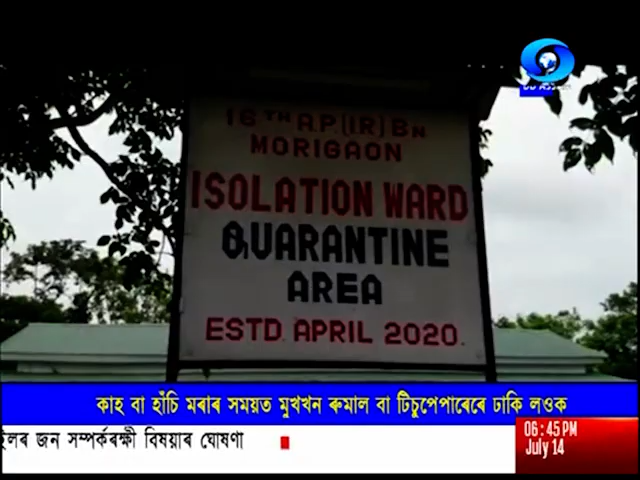 16TH A.P.(IR) BN
MORIGAON
ISOLATION WARD
QUARANTINE
AREA
ESTD. APRIL 2020.
কাহ বা হাঁচি মৰাৰ সময়ত মুখখন ৰুমাল বা টিচুপেপাৰেৰে ঢাকি লওক
জন সম্পৰ্কৰক্ষী বিষয়াৰ ঘোষণা
06:45 PM
July 14